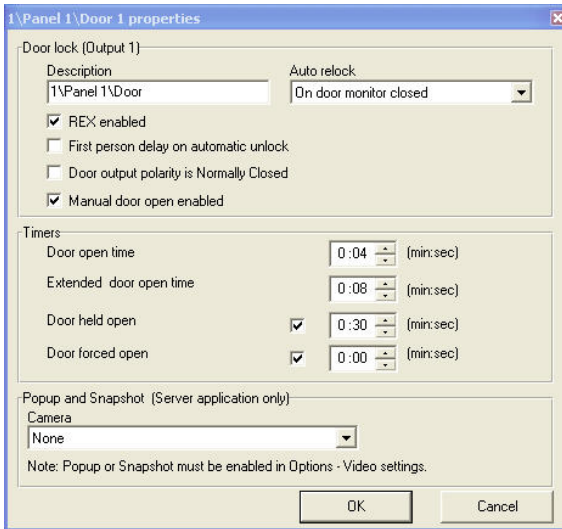 1\Panel 1\Door 1 properties
Door lock (Output 1)
Description Auto relock
1\Panel 1\Door On door monitor closed
REX enabled
First person delay on automatic unlock
Door output polarity is Normally Closed
Manual door open enabled
Timers
Door open time 0:04 (min:sec)
Extended door open time 0:08 (min:sec)
Door held open 0:30 (min:sec)
Door forced open 0:00 (min:sec)
Popup and Snapshot (Server application only)
Camera
None
Note: Popup or Snapshot must be enabled in Options - Video settings.
OK Cancel